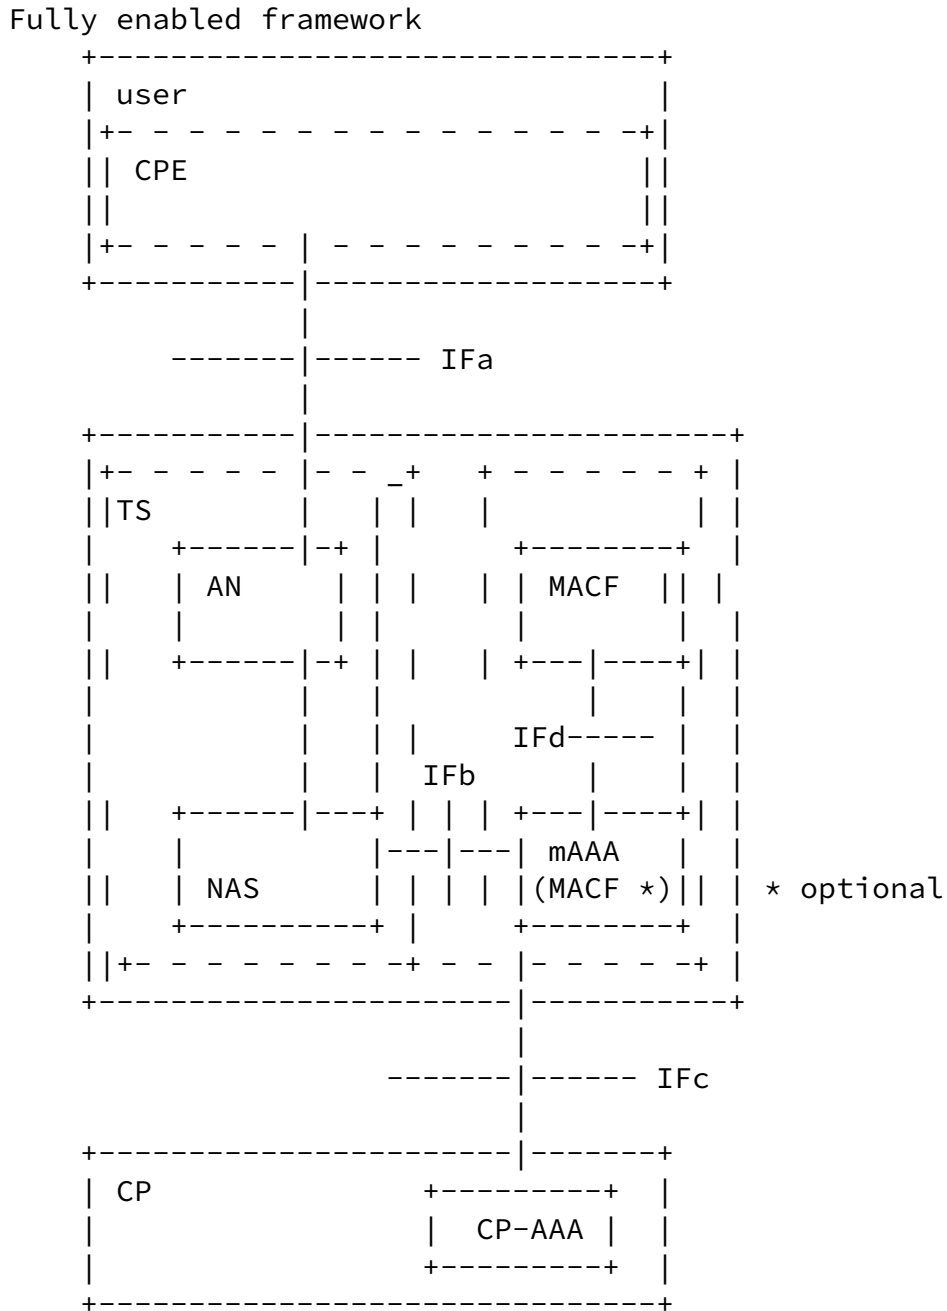 Fully enabled framework
user
CPE
IFa
TS
AN MACF
IFd
IFb
mAAA
NAS (MACF *) * optional
IFc
CP
CP-AAA